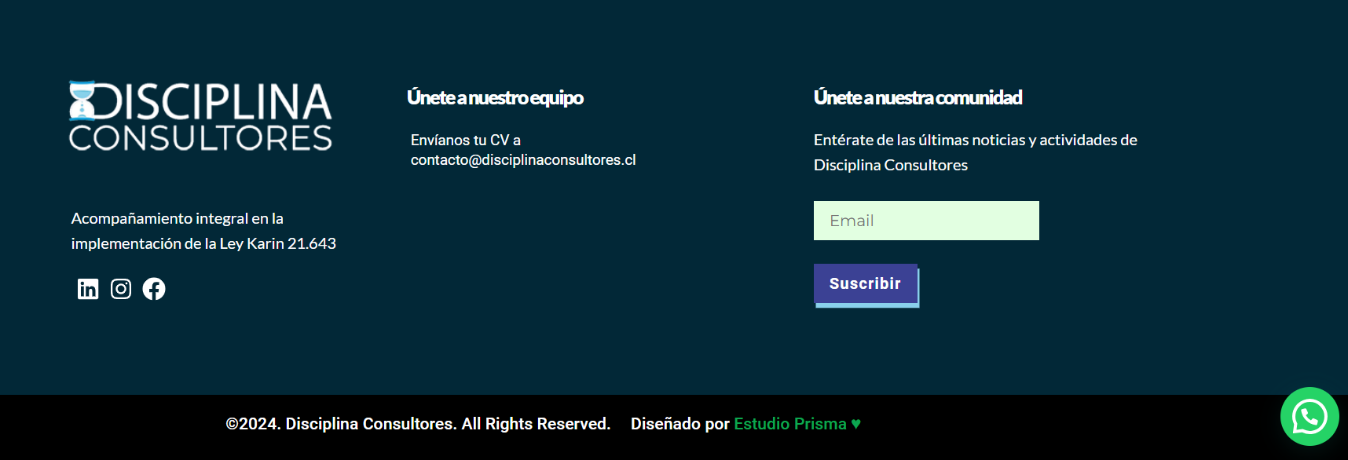 DISCIPLINA
CONSULTORES
Acompañamiento integral en la
implementación de la Ley Karin 21.643
Únete a nuestro equipo
Envíanos tu CV a
contacto@disciplinaconsultores.cl
Únete a nuestra comunidad
Entérate de las últimas noticias y actividades de
Disciplina Consultores
Email
Suscribir
©2024. Disciplina Consultores. All Rights Reserved. Diseñado por Estudio Prisma ♥